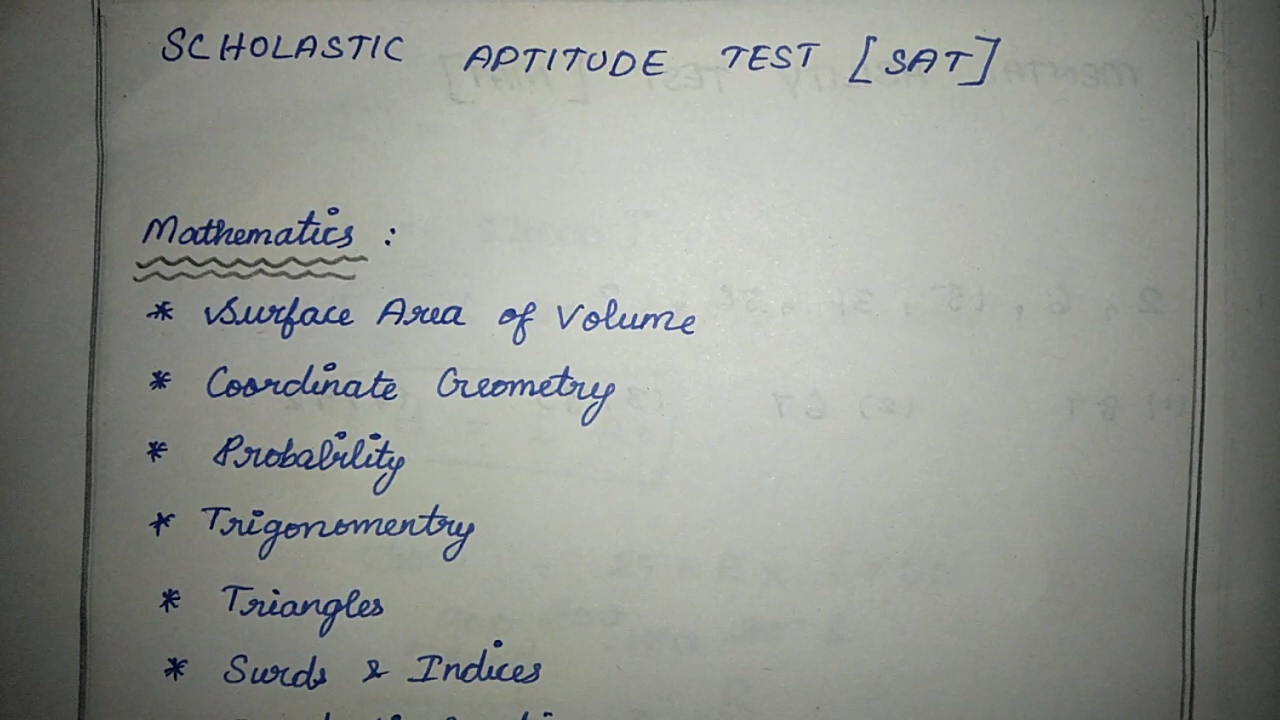 SCHOLASTIC APTITUDE TEST [SAT]
Mathematics :
* Surface Area of Volume
* Coordinate Geometry
* Probability
* Trigonomentry
* Triangles
* Surds & Indices